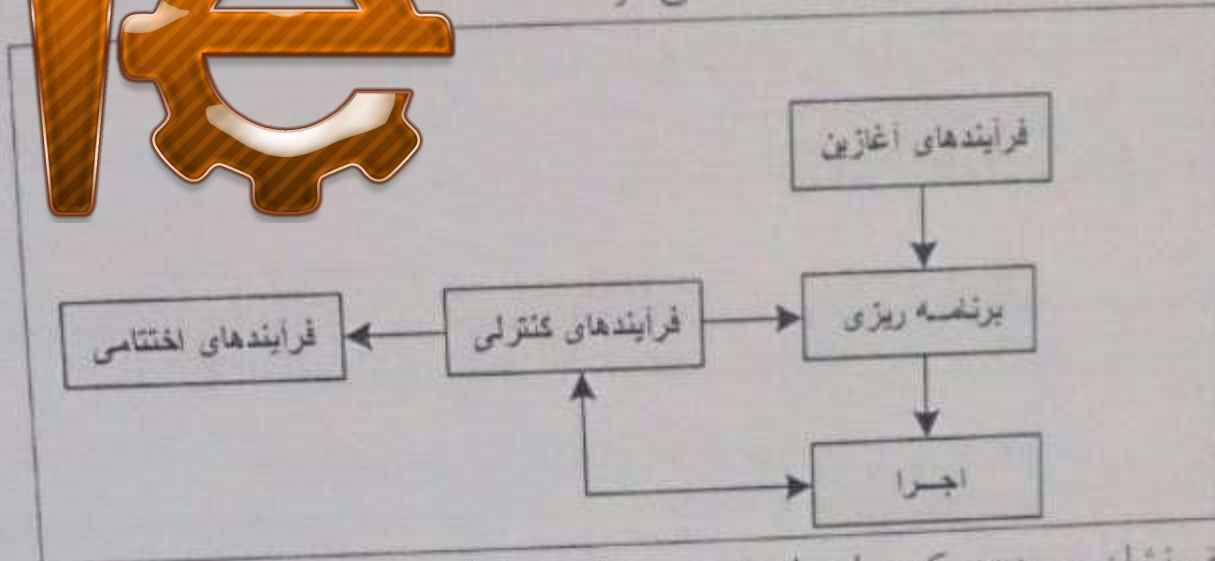 فرآیندهای آغازین
برنامه ریزی
فرآیندهای کنترلی
فرآیندهای اختتامی
اجرا